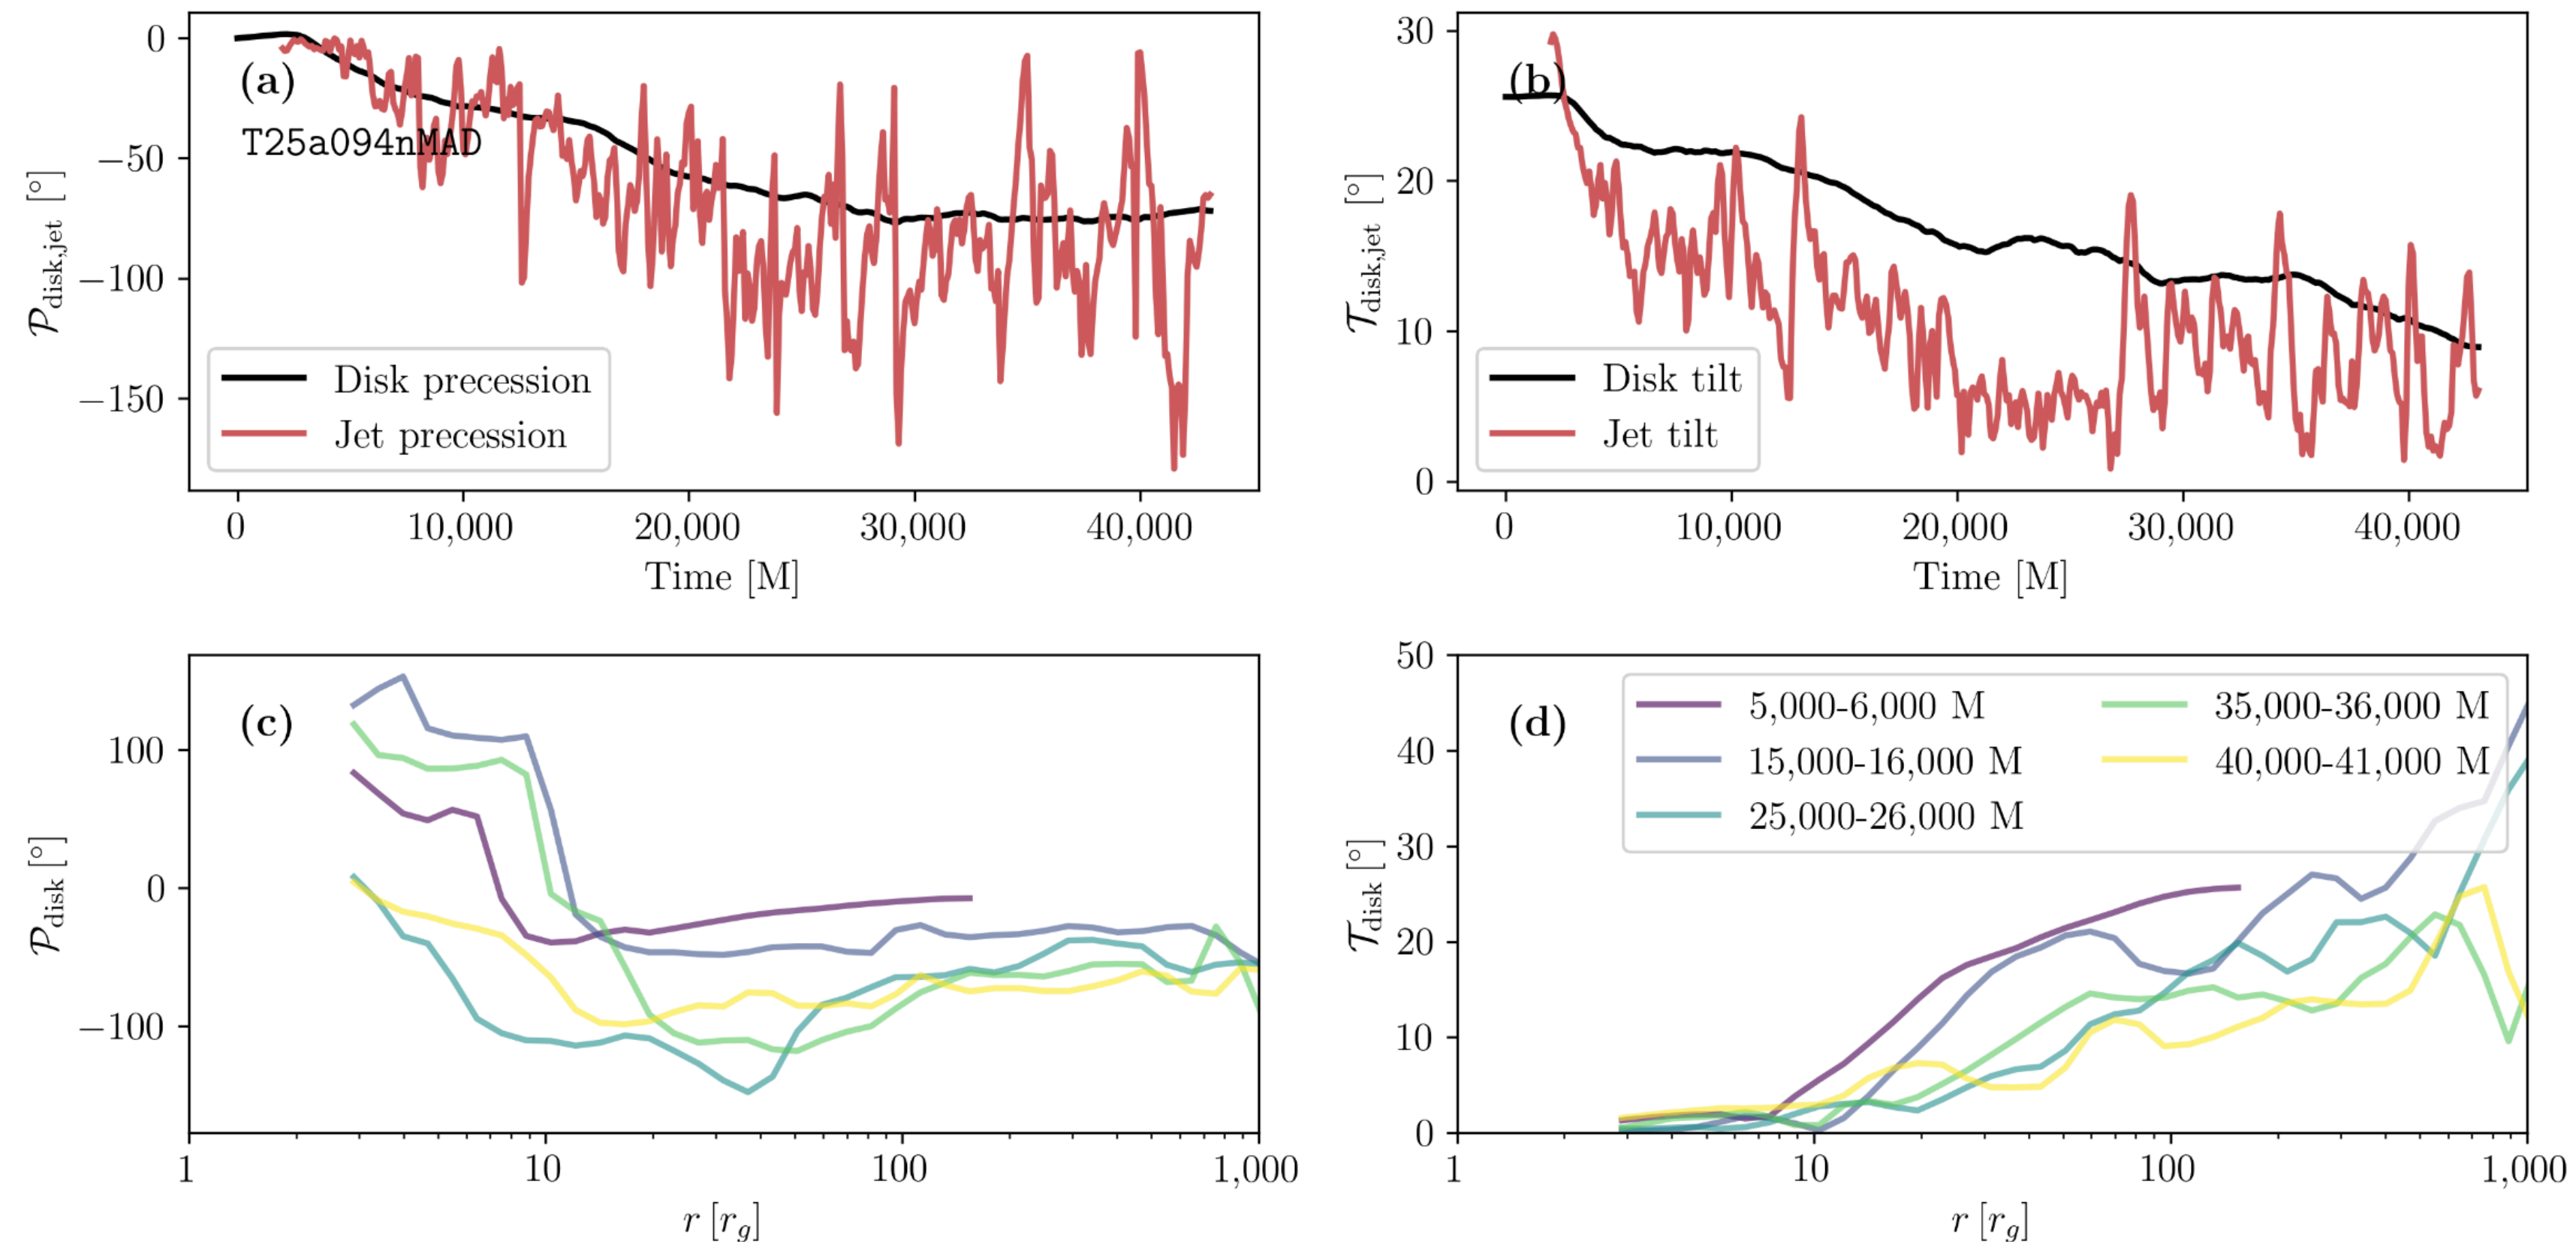 (a)
T25a094nMAD
0
−50
−100
−150
𝒫disk,jet [°]
Disk precession
Jet precession
0 10,000 20,000 30,000 40,000
Time [M]
(b)
30
20
10
0
𝒯disk,jet [°]
Disk tilt
Jet tilt
0 10,000 20,000 30,000 40,000
Time [M]
(c)
100
0
−100
𝒫disk [°]
1 10 100 1,000
r [rg]
(d)
50
40
30
20
10
0
𝒯disk [°]
5,000-6,000 M
15,000-16,000 M
25,000-26,000 M
35,000-36,000 M
40,000-41,000 M
1 10 100 1,000
r [rg]